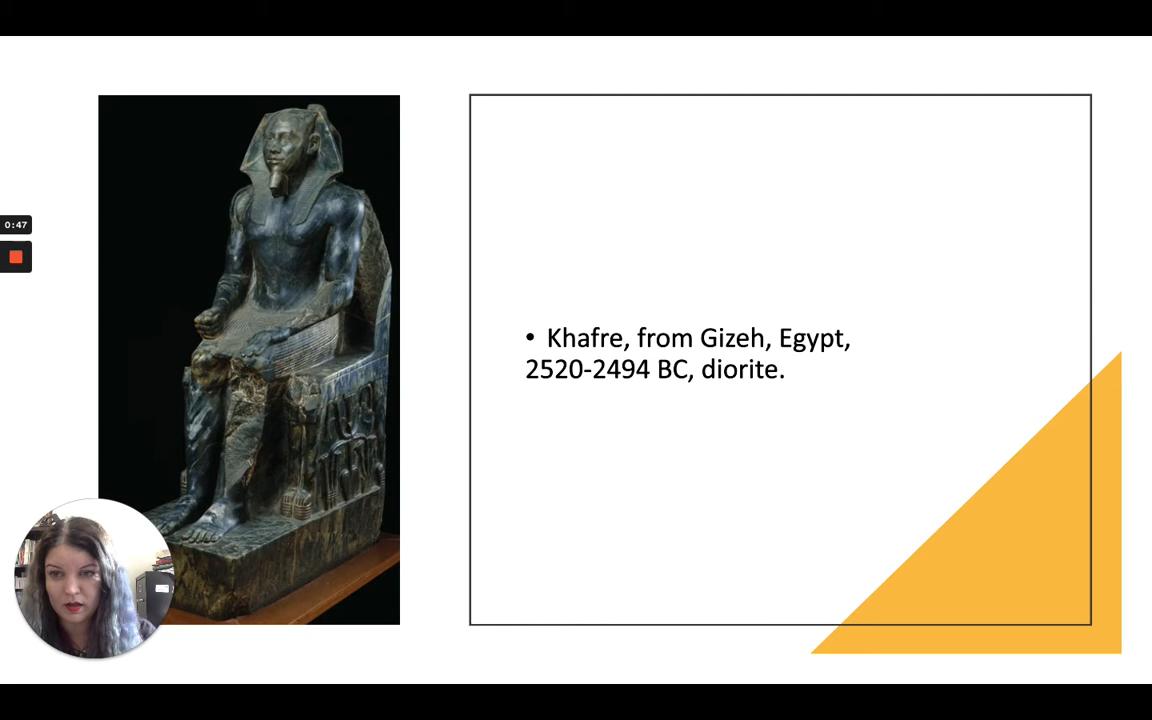 0:47
• Khafre, from Gizeh, Egypt,
2520-2494 BC, diorite.